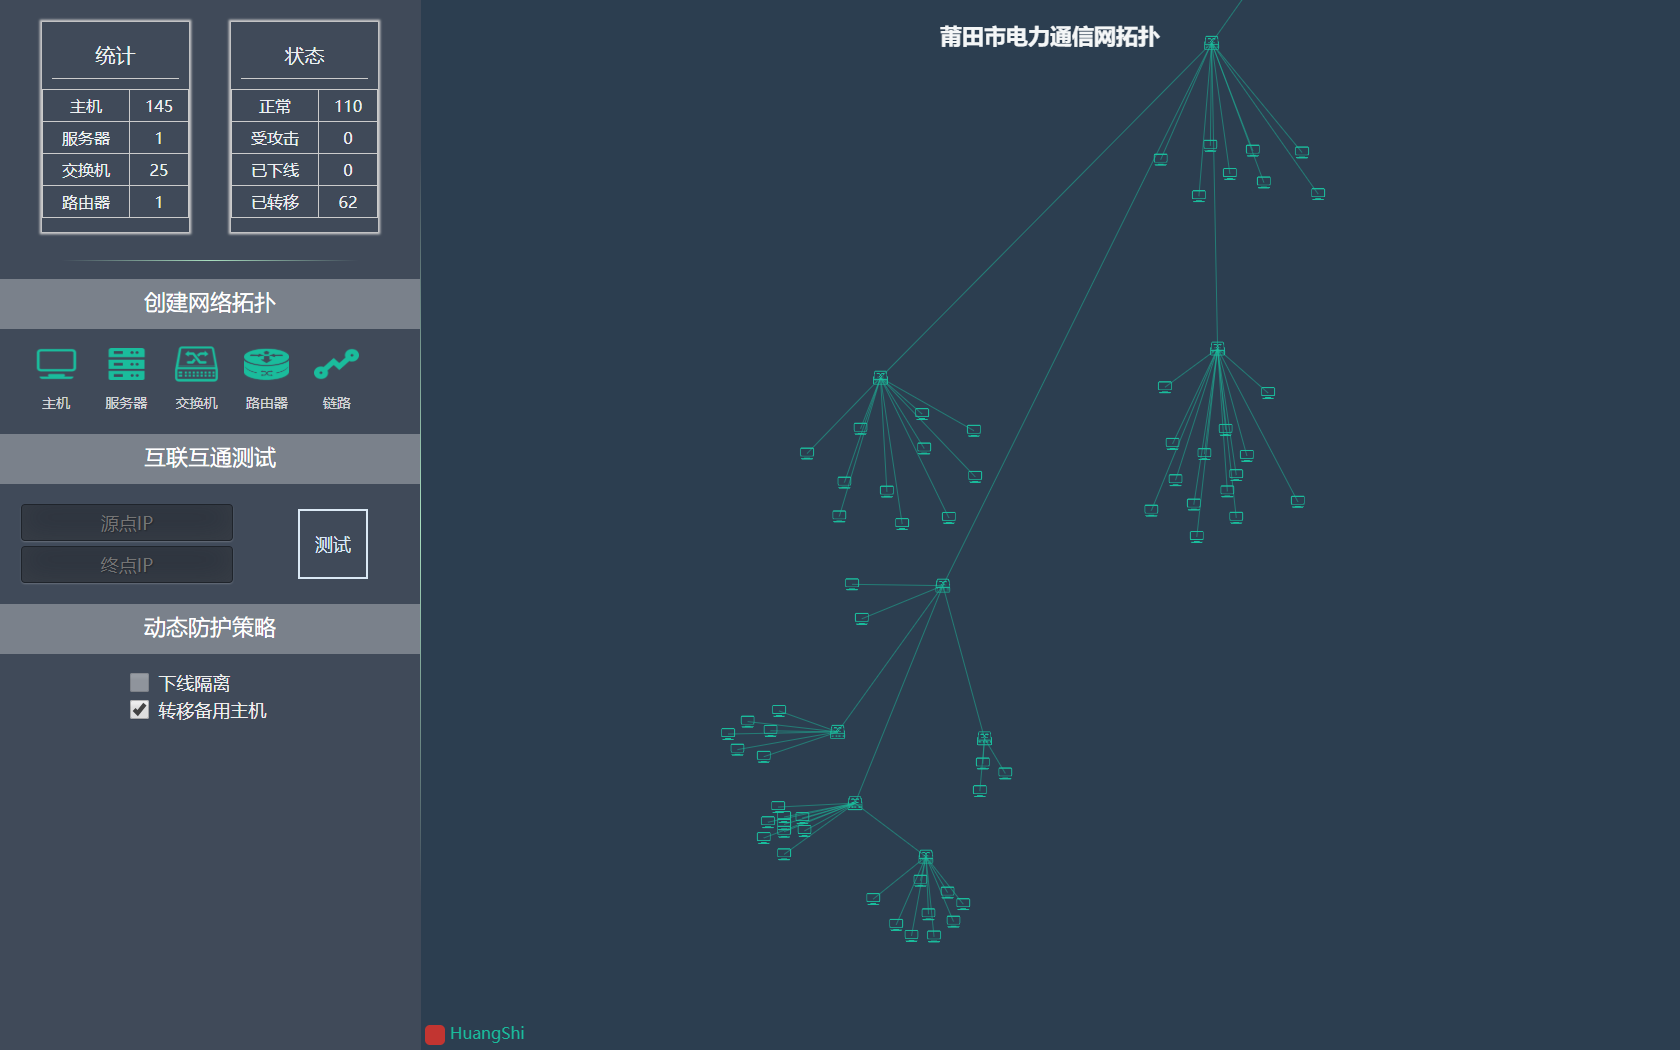 统计
主机 145
服务器 1
交换机 25
路由器 1
状态
正常 110
受攻击 0
已下线 0
已转移 62
莆田市电力通信网拓扑
创建网络拓扑
主机 服务器 交换机 路由器 链路
互联互通测试
源点IP
终点IP
测试
动态防护策略
下线隔离
转移备用主机
HuangShi